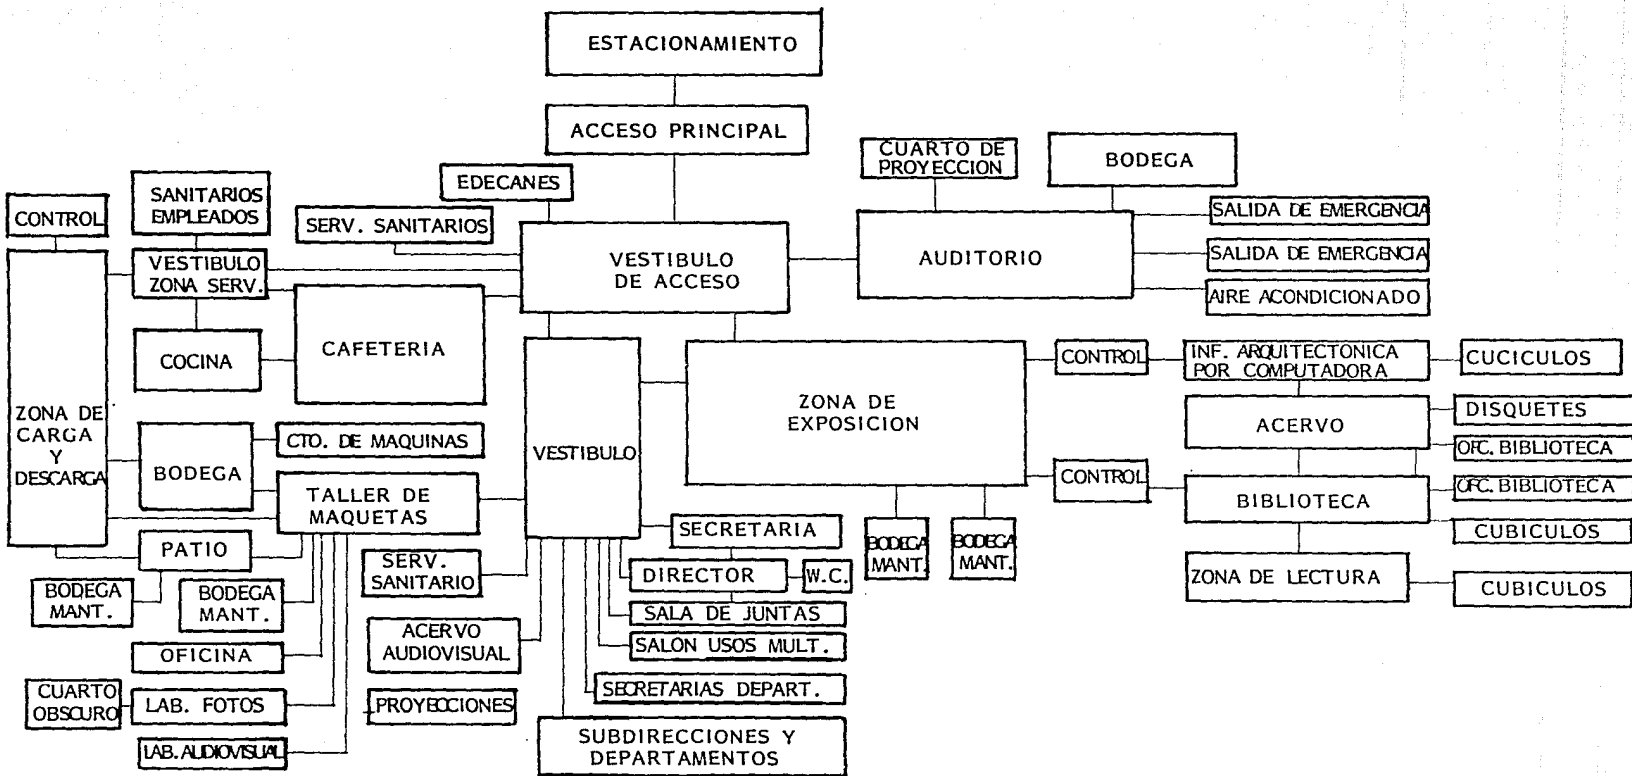 ESTACIONAMIENTO
ACCESO PRINCIPAL
EDECANES
CUARTO DE
PROYECCION
BODEGA
CONTROL
SANITARIOS
EMPLEADOS
SERV. SANITARIOS
VESTIBULO
DE ACCESO
AUDITORIO
SALIDA DE EMERGENCIA
SALIDA DE EMERGENCIA
AIRE ACONDICIONADO
VESTIBULO
ZONA SERV.
COCINA
CAFETERIA
ZONA DE
CARGA
Y
DESCARGA
BODEGA
CTO. DE MAQUINAS
TALLER DE
MAQUETAS
VESTIBULO
ZONA DE
EXPOSICION
CONTROL
INF. ARQUITECTONICA
POR COMPUTADORA
CUCICULOS
ACERVO
DISQUETES
OFC. BIBLIOTECA
CONTROL
BIBLIOTECA
OFC. BIBLIOTECA
CUBICULOS
ZONA DE LECTURA
CUBICULOS
PATIO
BODEGA
MANT.
BODEGA
MANT.
OFICINA
CUARTO
OBSCURO
LAB. FOTOS
LAB. AUDIOVISUAL
SERV.
SANITARIO
ACERVO
AUDIOVISUAL
PROYECCIONES
SECRETARIA
DIRECTOR
W.C.
SALA DE JUNTAS
SALON USOS MULT.
SECRETARIAS DEPART.
SUBDIRECCIONES Y
DEPARTAMENTOS
BODEGA
MANT.
BODEGA
MANT.